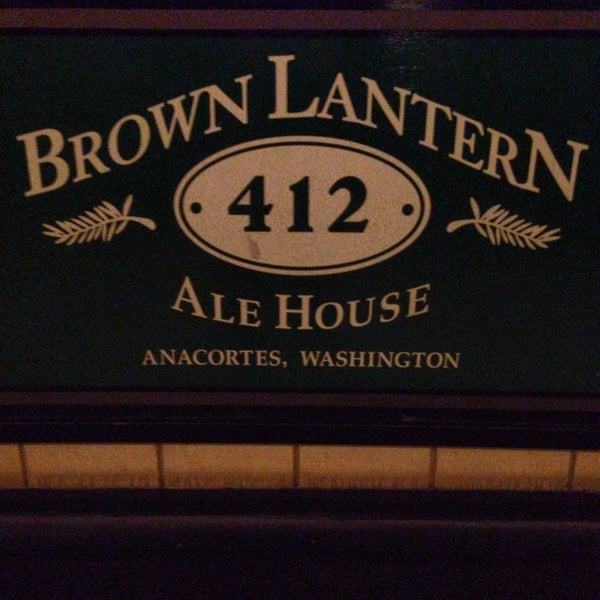 BROWN LANTERN
412
ALE HOUSE
ANACORTES, WASHINGTON